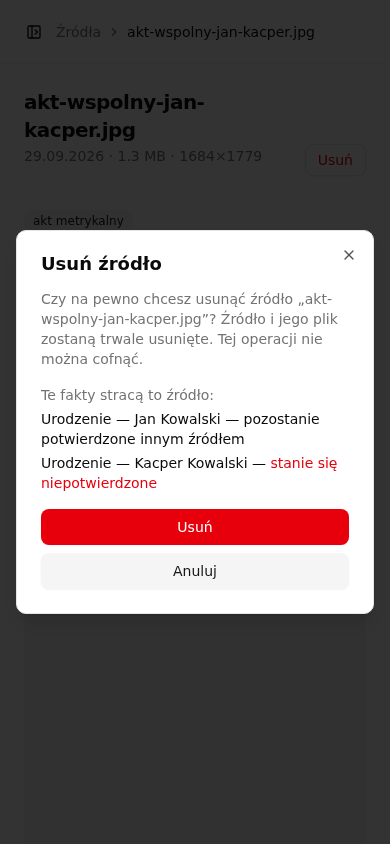 Źródła > akt-wspolny-jan-kacper.jpg
akt-wspolny-jan-
kacper.jpg
29.09.2026 · 1.3 MB · 1684×1779
Usuń
akt metrykalny
Usuń źródło
Czy na pewno chcesz usunąć źródło „akt-
wspolny-jan-kacper.jpg”? Źródło i jego plik
zostaną trwale usunięte. Tej operacji nie
można cofnąć.
Te fakty stracą to źródło:
Urodzenie — Jan Kowalski — pozostanie
potwierdzone innym źródłem
Urodzenie — Kacper Kowalski — stanie się
niepotwierdzone
Usuń
Anuluj